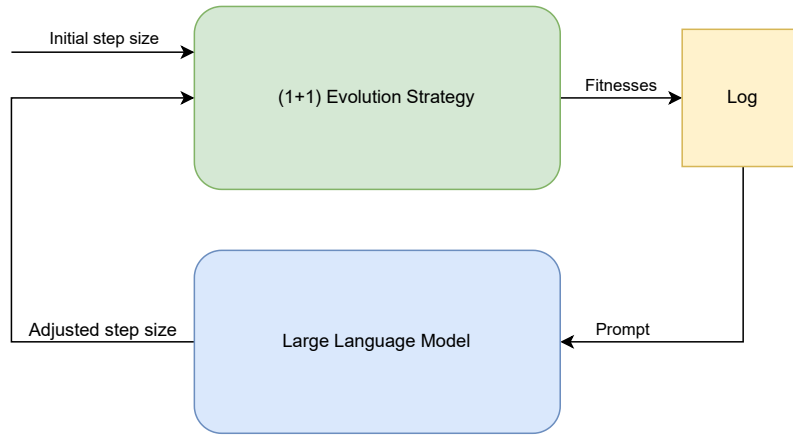 Initial step size
(1+1) Evolution Strategy
Fitnesses
Log
Adjusted step size
Large Language Model
Prompt